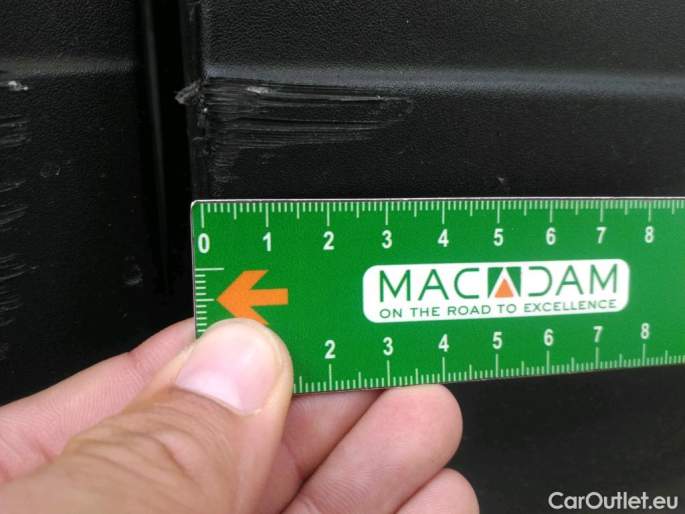 0 1 2 3 4 5 6 7 8
MACADAM
ON THE ROAD TO EXCELLENCE
2 3 4 5 6 7 8
CarOutlet.eu